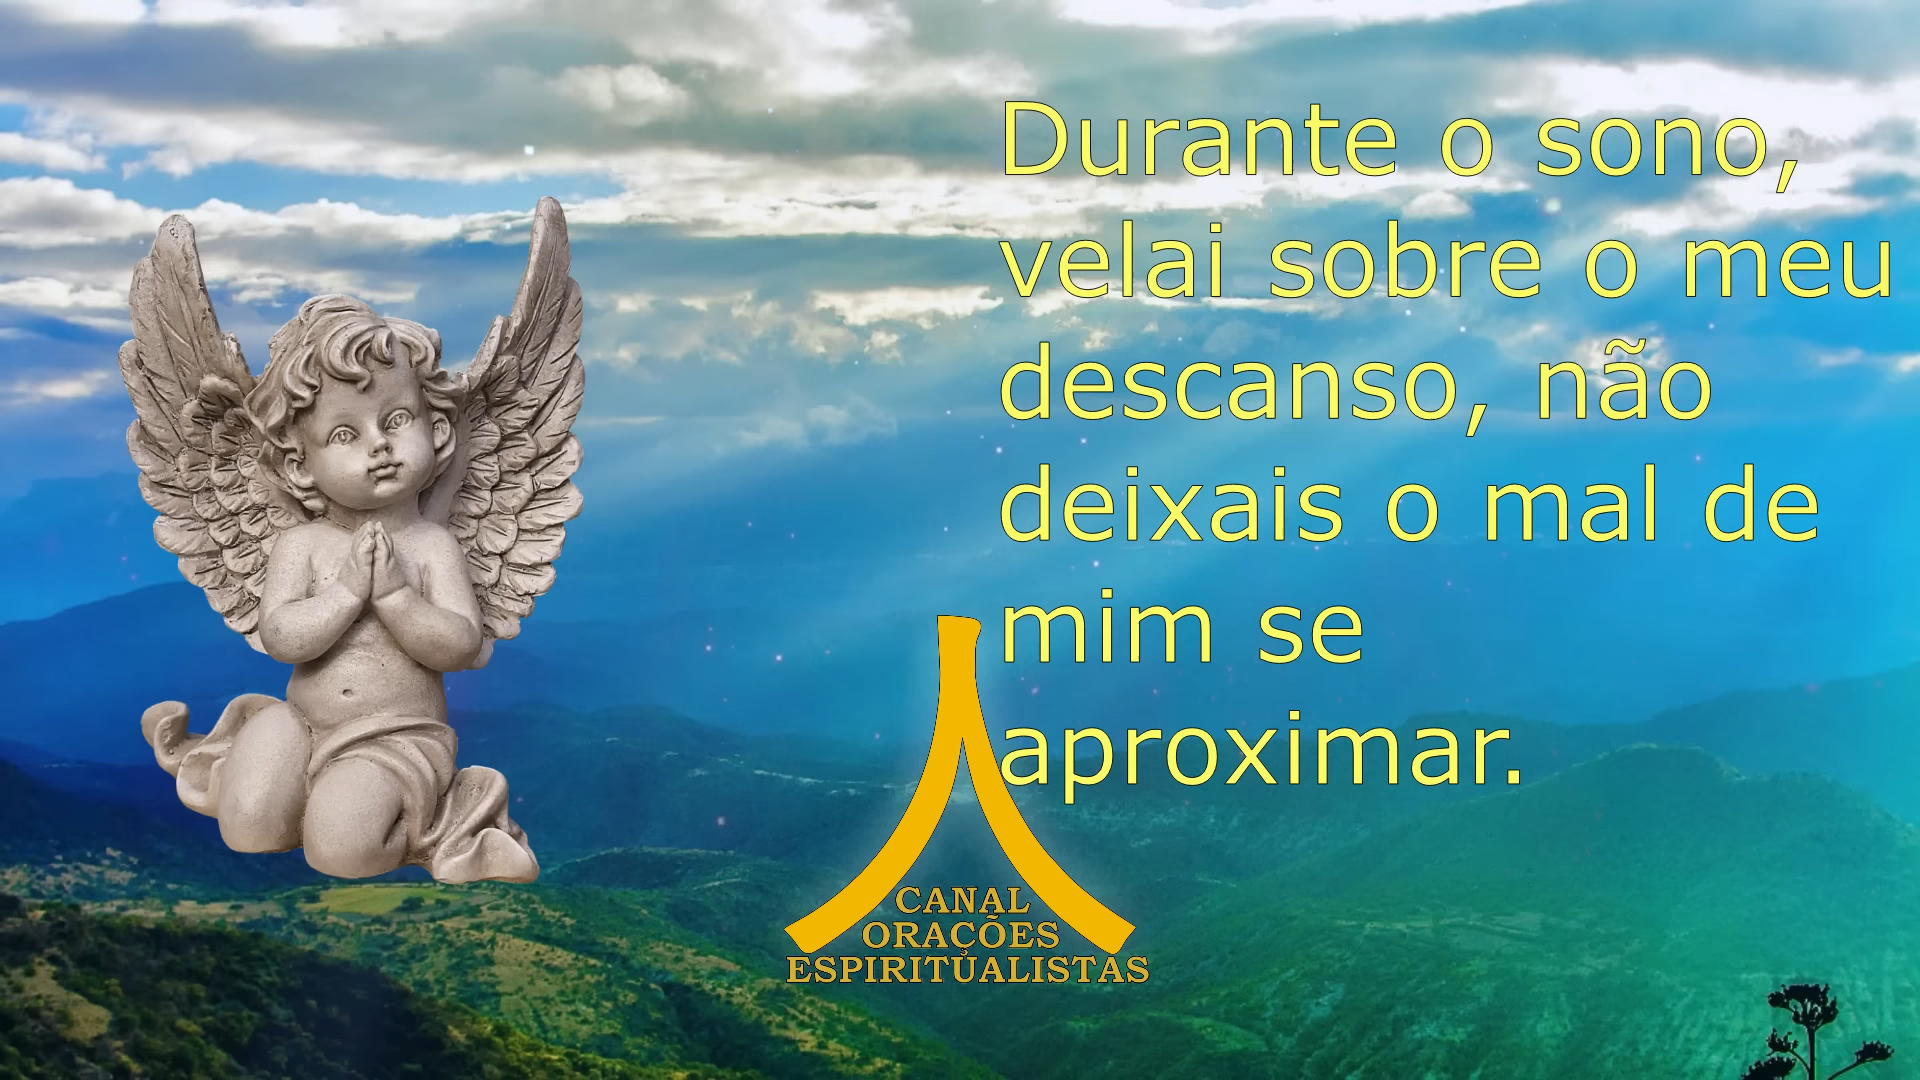 Durante o sono,
velai sobre o meu
descanso, não
deixais o mal de
mim se
aproximar.
CANAL
ORAÇÕES
ESPIRITUALISTAS